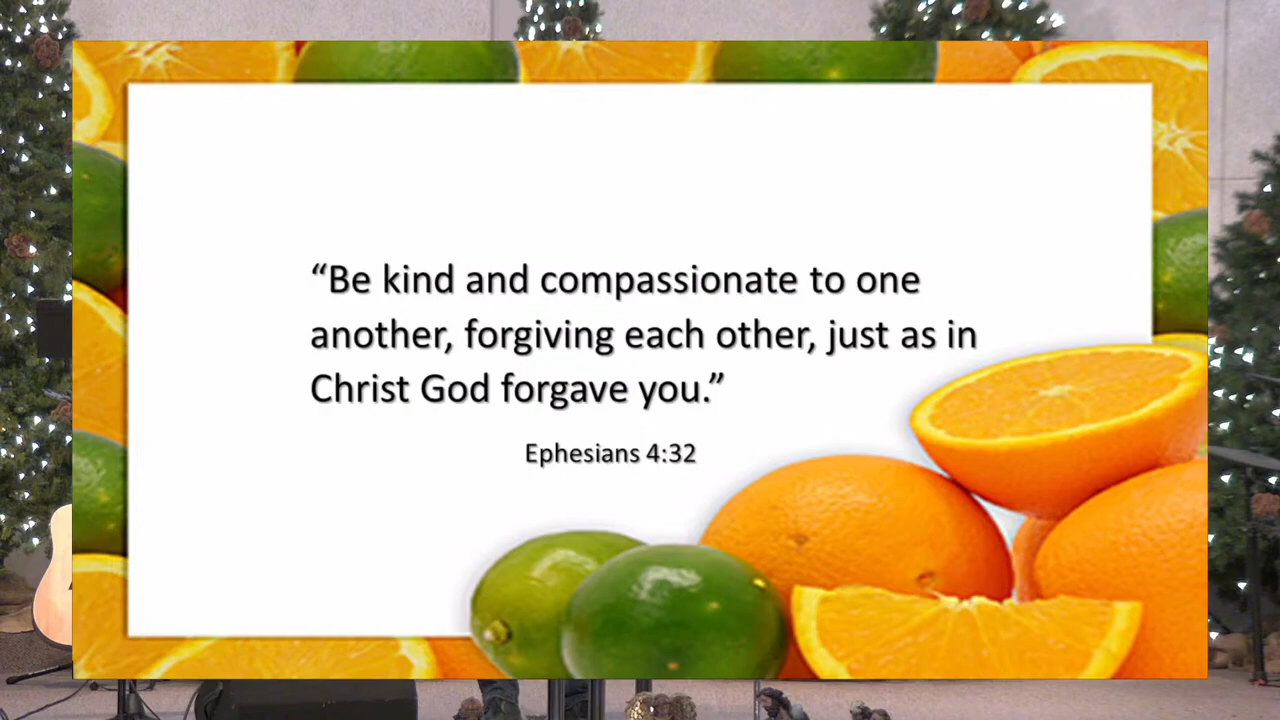 “Be kind and compassionate to one
another, forgiving each other, just as in
Christ God forgave you.”
Ephesians 4:32